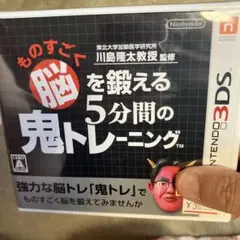 Nintendo
東北大学加齢医学研究所
川島隆太教授 監修
ものすごく
脳を鍛える
5分間の
鬼トレーニング
TM
NINTENDO 3DS
A
強力な脳トレ「鬼トレ」で
ものすごく脳を鍛えてみませんか